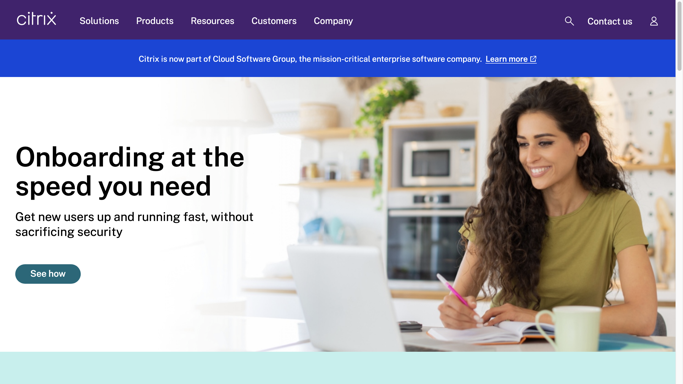 citrix
Solutions Products Resources Customers Company Contact us
Citrix is now part of Cloud Software Group, the mission-critical enterprise software company. Learn more
Onboarding at the
speed you need
Get new users up and running fast, without
sacrificing security
See how